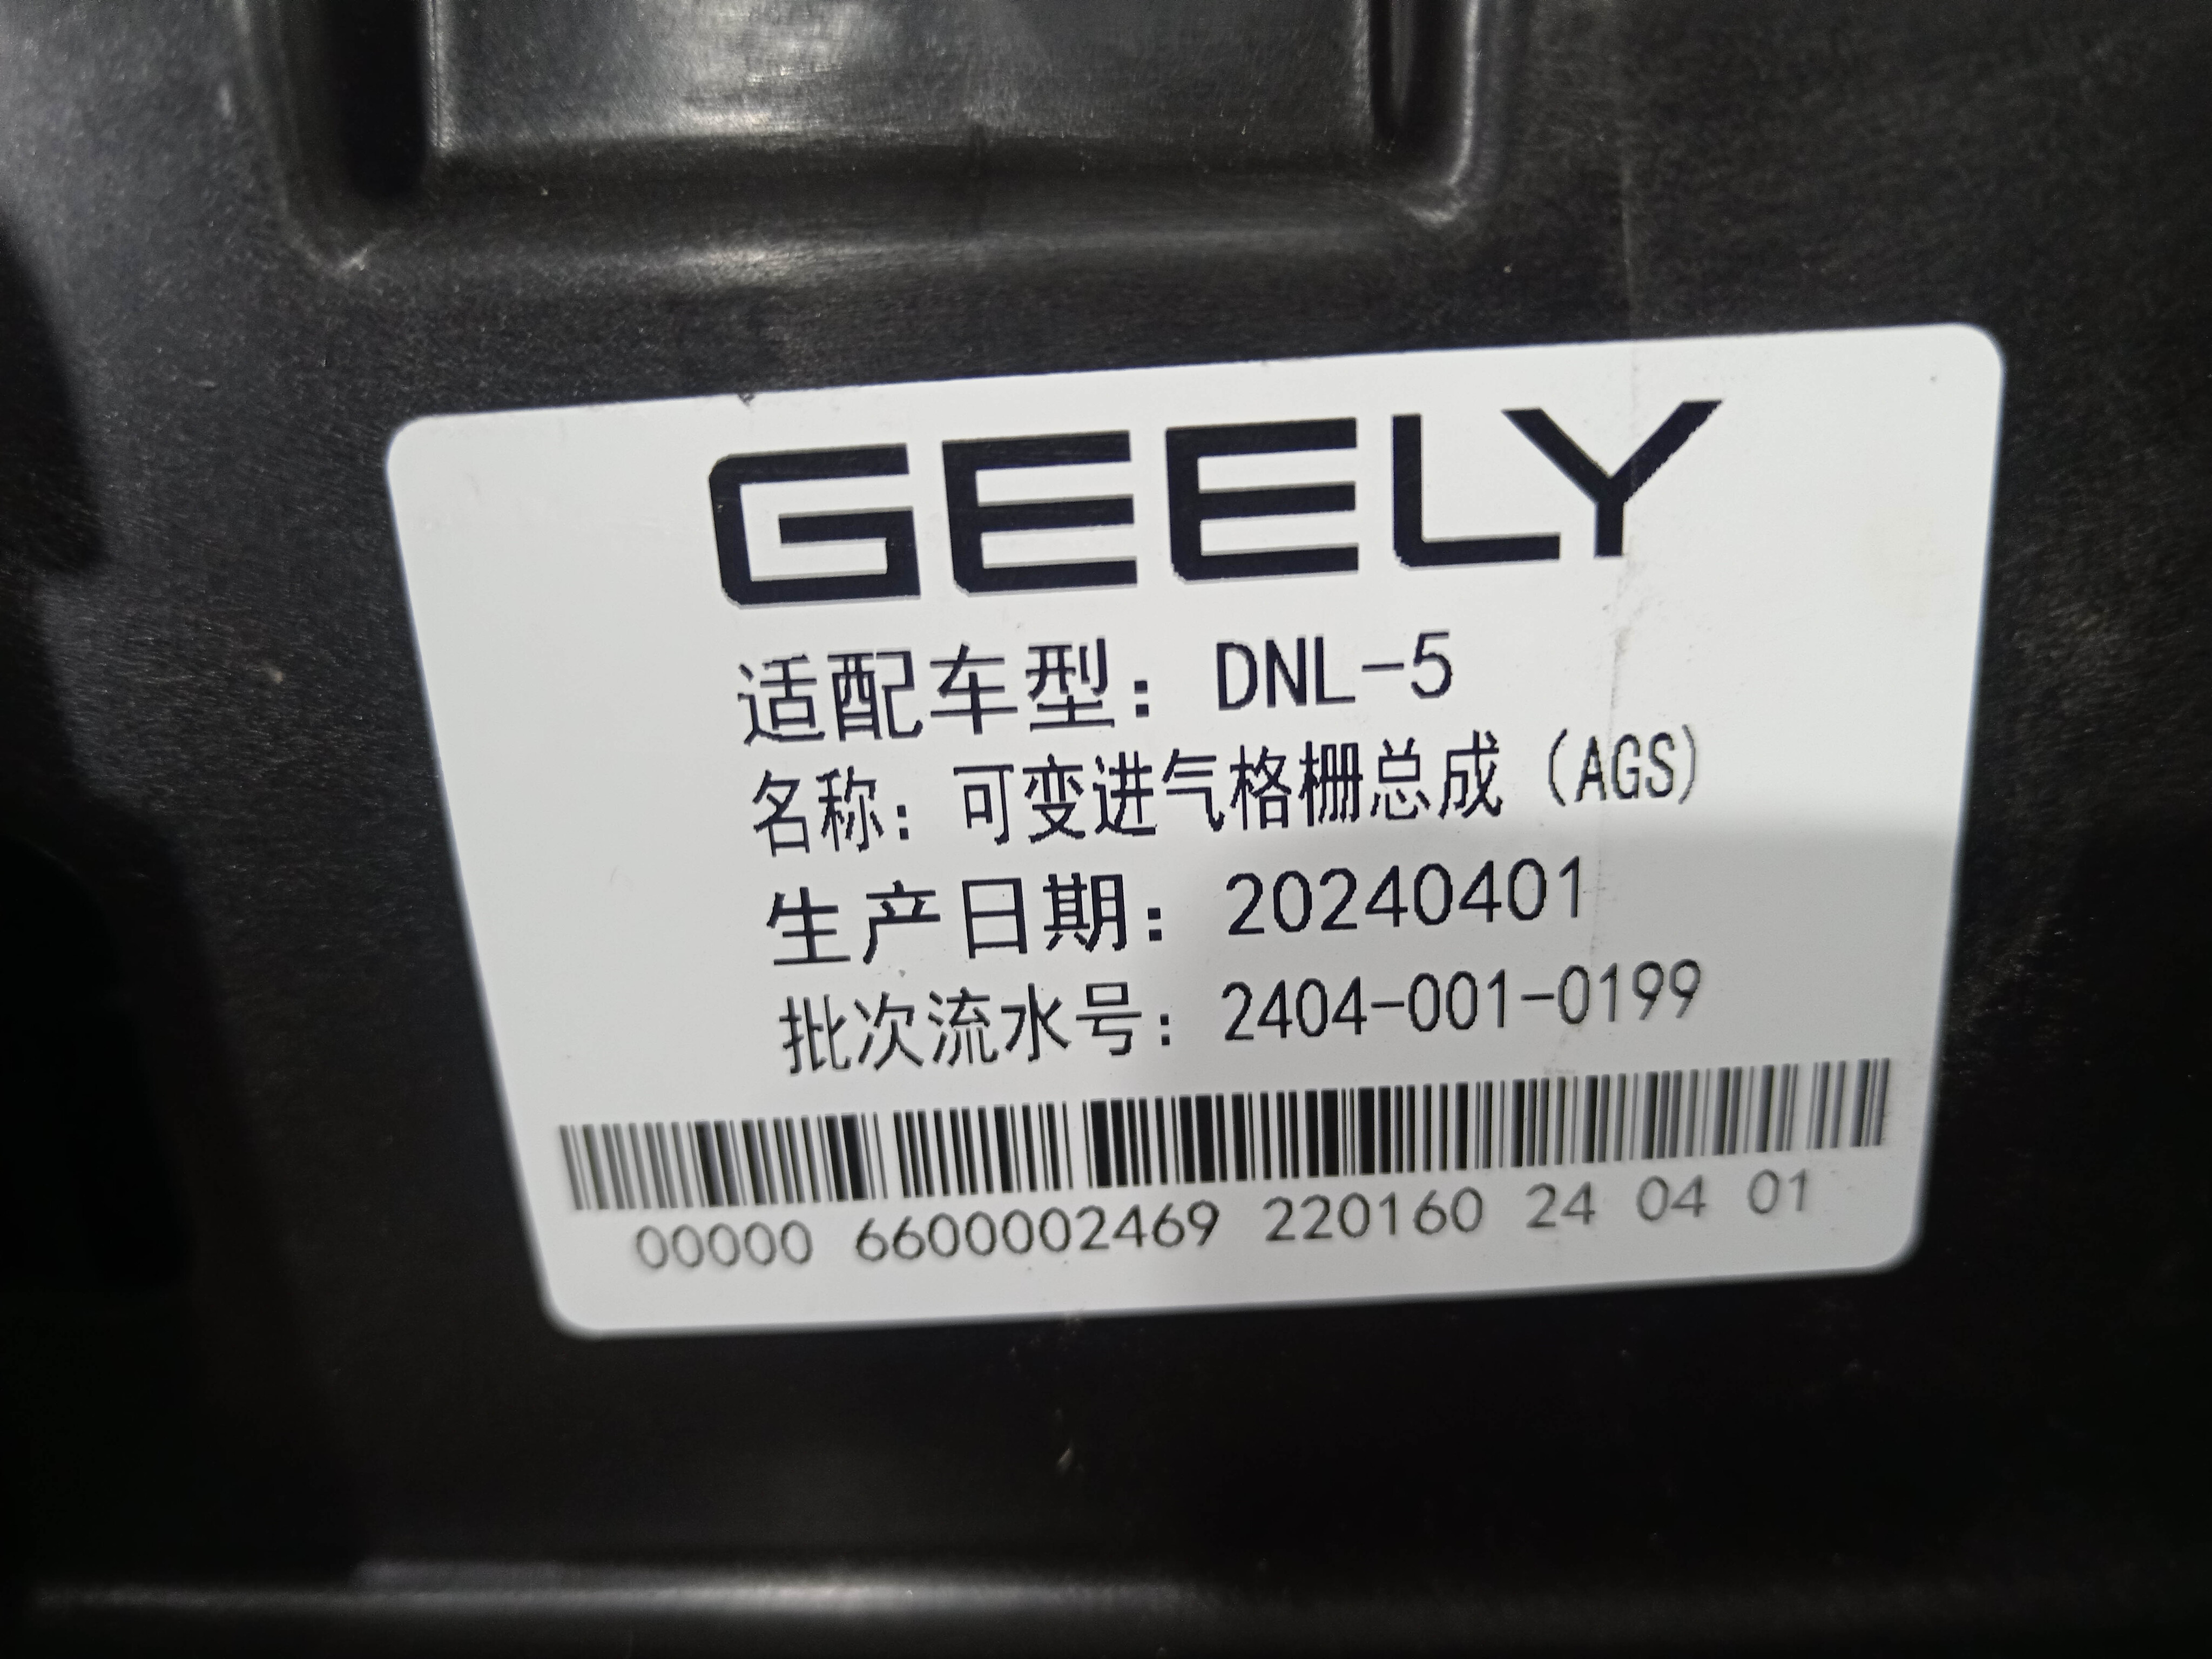 GEELY
适配车型：DNL-5
名称：可变进气格栅总成（AGS）
生产日期：20240401
批次流水号：2404-001-0199
00000 6600002469 220160 24 04 01